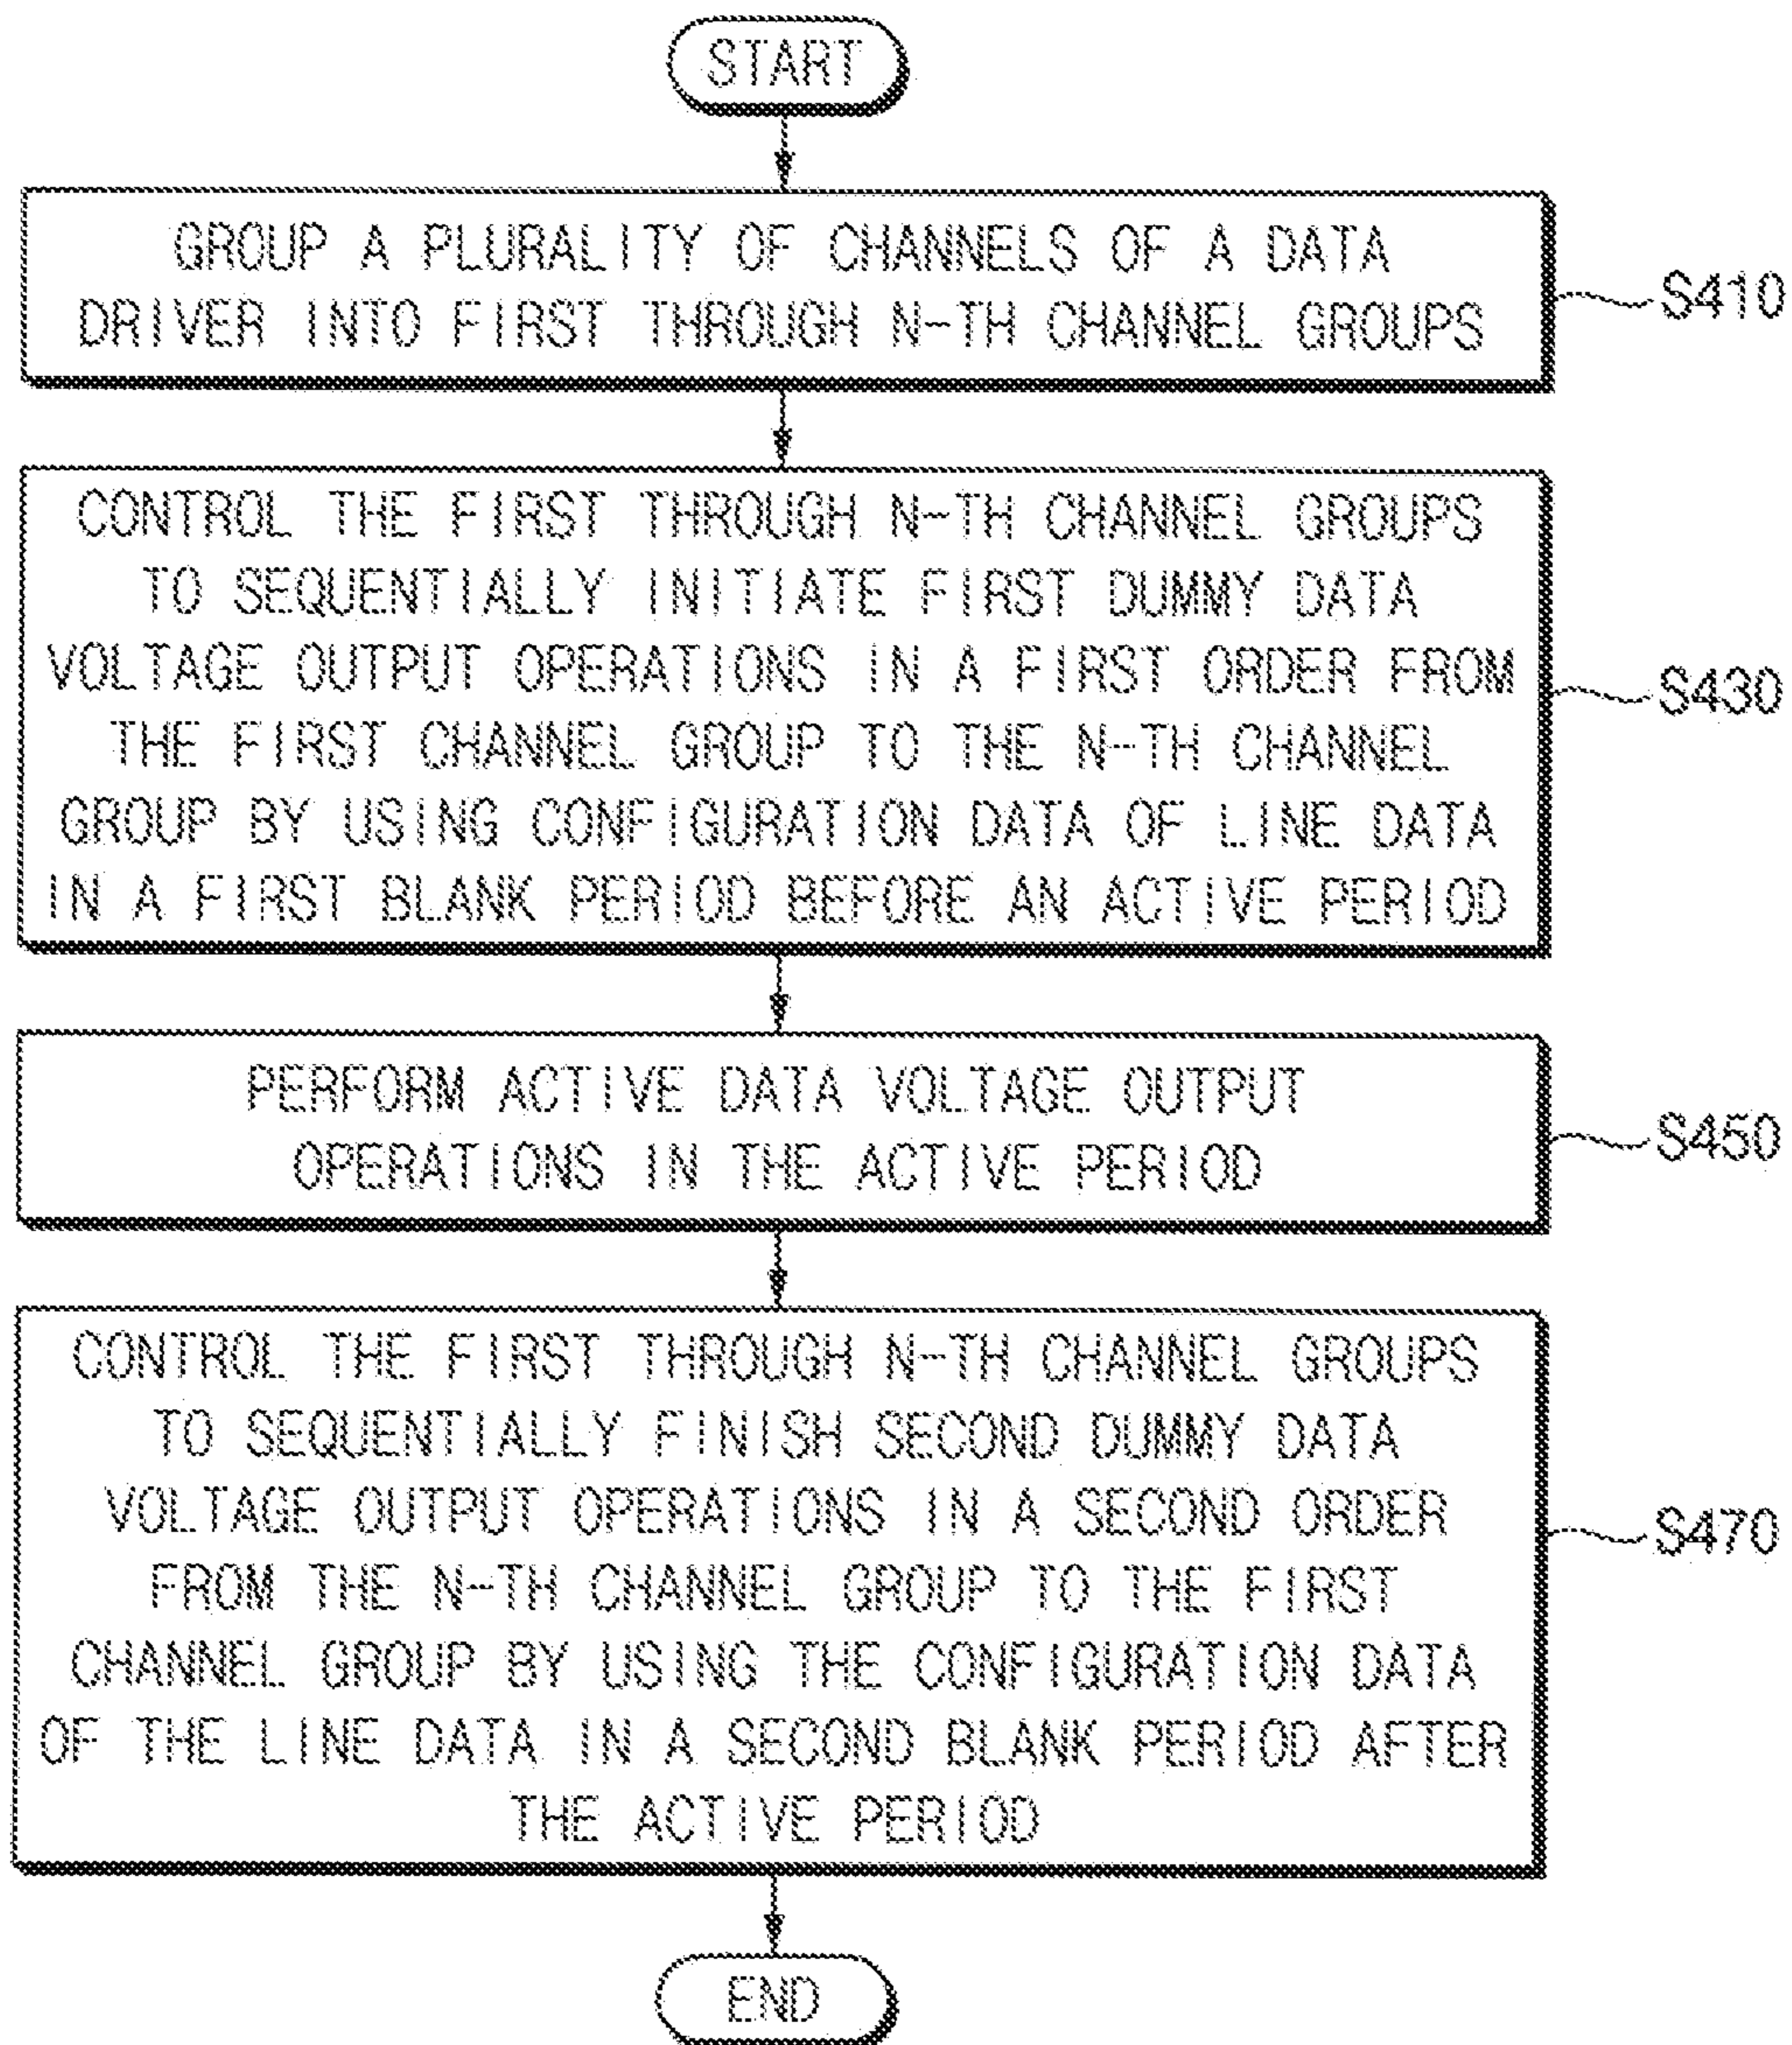 START
GROUP A PLURALITY OF CHANNELS OF A DATA
DRIVER INTO FIRST THROUGH N-TH CHANNEL GROUPS
S410
CONTROL THE FIRST THROUGH N-TH CHANNEL GROUPS
TO SEQUENTIALLY INITIATE FIRST DUMMY DATA
VOLTAGE OUTPUT OPERATIONS IN A FIRST ORDER FROM
THE FIRST CHANNEL GROUP TO THE N-TH CHANNEL
GROUP BY USING CONFIGURATION DATA OF LINE DATA
IN A FIRST BLANK PERIOD BEFORE AN ACTIVE PERIOD
S430
PERFORM ACTIVE DATA VOLTAGE OUTPUT
OPERATIONS IN THE ACTIVE PERIOD
S450
CONTROL THE FIRST THROUGH N-TH CHANNEL GROUPS
TO SEQUENTIALLY FINISH SECOND DUMMY DATA
VOLTAGE OUTPUT OPERATIONS IN A SECOND ORDER
FROM THE N-TH CHANNEL GROUP TO THE FIRST
CHANNEL GROUP BY USING THE CONFIGURATION DATA
OF THE LINE DATA IN A SECOND BLANK PERIOD AFTER
THE ACTIVE PERIOD
S470
END